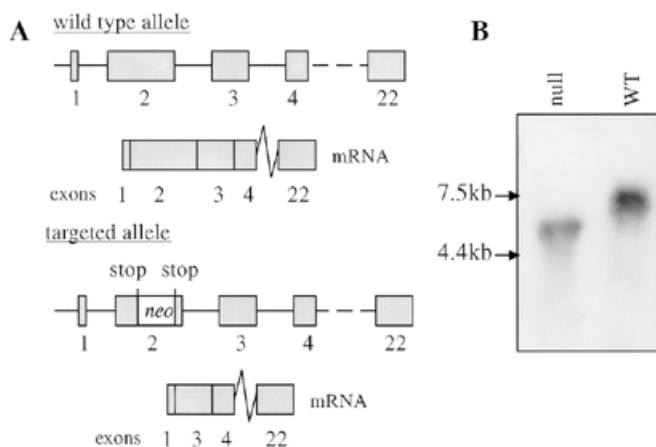 A
wild type allele
1 2 3 4 22
mRNA
exons 1 2 3 4 22
targeted allele
stop stop
neo
1 2 3 4 22
mRNA
exons 1 3 4 22
B
null WT
7.5kb
4.4kb